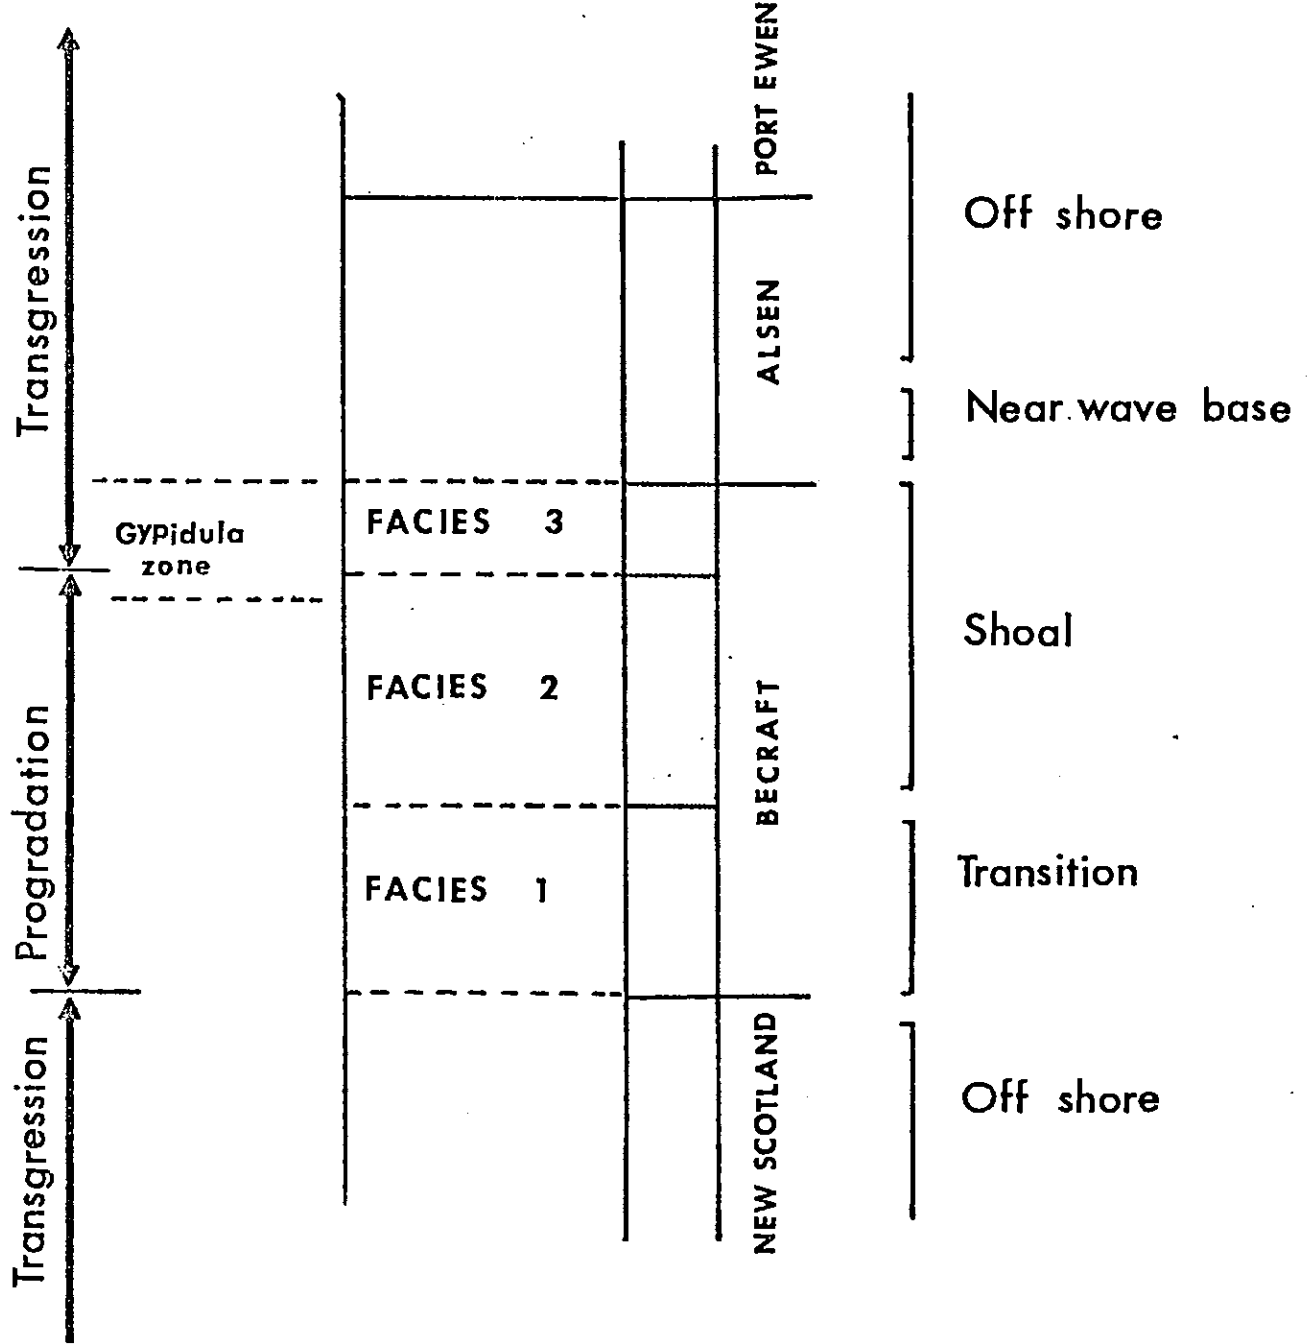 PORT EWEN
Transgression
Off shore
ALSEN
Near wave base
Gypidula
zone
FACIES 3
Shoal
FACIES 2
BECRAFT
Progradation
FACIES 1
Transition
Transgression
NEW SCOTLAND
Off shore